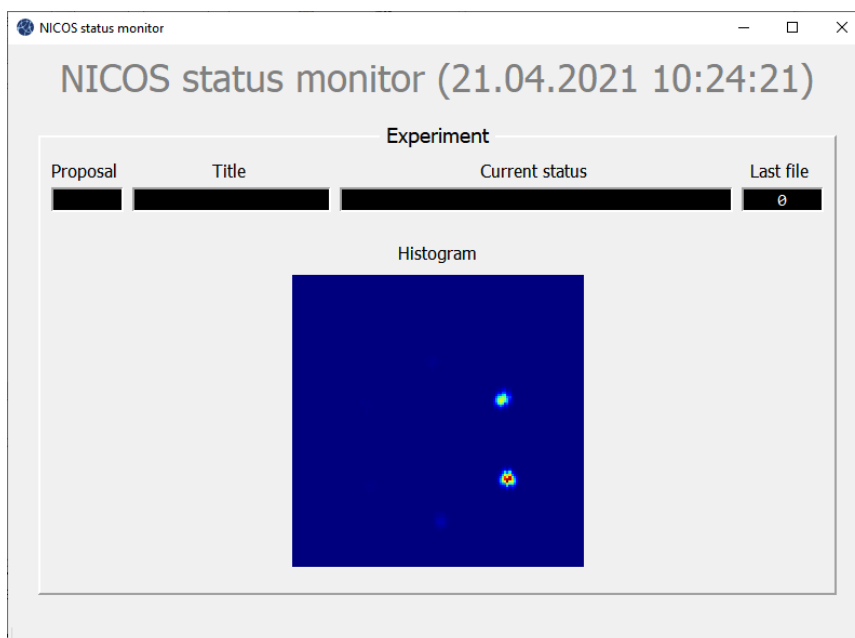 NICOS status monitor
NICOS status monitor (21.04.2021 10:24:21)
Experiment
Proposal Title Current status Last file
0
Histogram